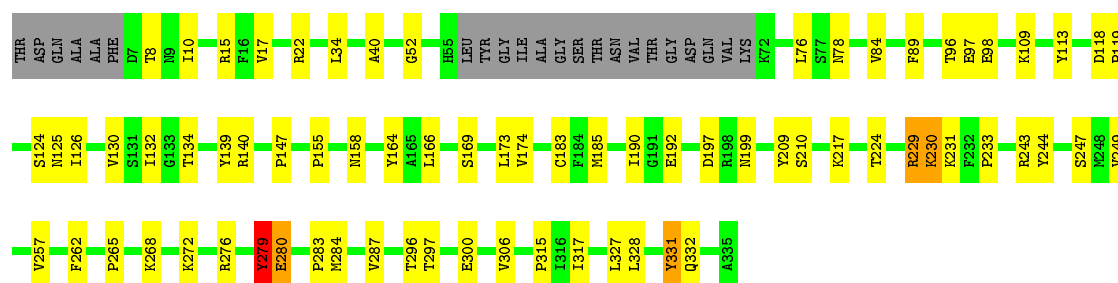 THR ASP GLN ALA ALA PHE D7 T8 N9 I10 R15 F16 V17 R22 L34 A40 G52 H55 LEU TYR GLY ILE ALA GLY SER THR ASN VAL THR GLY ASP GLN VAL LYS K72 L76 S77 N78 V84 F89 T96 E97 E98 K109 Y113 D118
S124 N125 I126 V130 S131 I132 G133 T134 Y139 R140 P147 P155 N158 Y164 A165 L166 S169 L173 V174 G183 F184 M185 I190 G191 E192 D197 R198 N199 Y209 S210 K217 T224 R229 K230 K231 F232 P233 R243 Y244 S247 M248
V257 F262 P265 K268 K272 R276 Y279 E280 P283 M284 V287 T296 T297 E300 V306 P315 I316 I317 L327 L328 Y331 Q332 A335